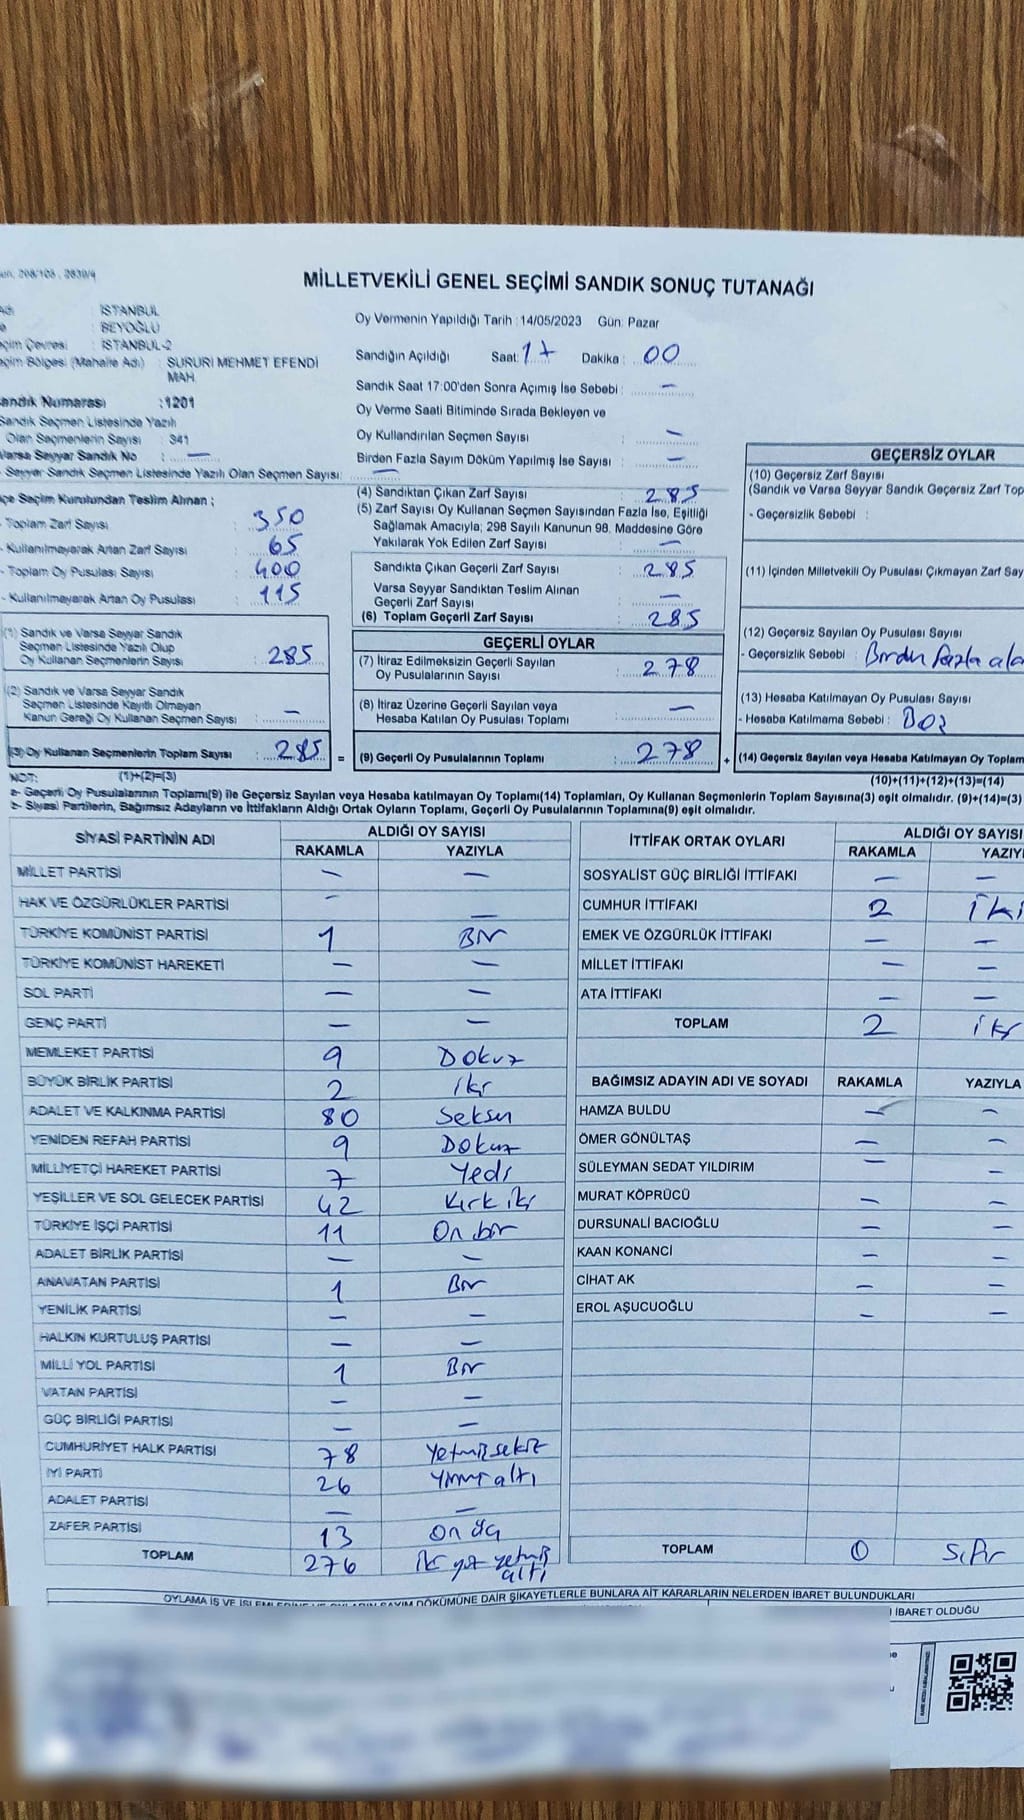 298/108 , 2839/4
MİLLETVEKİLİ GENEL SEÇİMİ SANDIK SONUÇ TUTANAĞI
: İSTANBUL
: BEYOĞLU
: İSTANBUL-2
(Mahalle Adı) : SURURİ MEHMET EFENDİ
MAH.
Numarası :1201
Sandık Seçmen Listesinde Yazılı
Olan Seçmenlerin Sayısı : 341
Varsa Seyyar Sandık No : —
- Seyyar Sandık Seçmen Listesinde Yazılı Olan Seçmen Sayısı: —
Seçim Kurulundan Teslim Alınan ;
- Toplam Zarf Sayısı : 350
- Kullanılmayarak Artan Zarf Sayısı : 65
- Toplam Oy Pusulası Sayısı : 400
- Kullanılmayarak Artan Oy Pusulası : 115
(1) Sandık ve Varsa Seyyar Sandık
Seçmen Listesinde Yazılı Olup
Oy Kullanan Seçmenlerin Sayısı : 285
(2) Sandık ve Varsa Seyyar Sandık
Seçmen Listesinde Kayıtlı Olmayan
Kanun Gereği Oy Kullanan Seçmen Sayısı : —
(3) Oy Kullanan Seçmenlerin Toplam Sayısı : 285 =
(1)+(2)=(3)
Oy Vermenin Yapıldığı Tarih : 14/05/2023 Gün: Pazar
Sandığın Açıldığı Saat: 17 Dakika : 00
Sandık Saat 17:00'den Sonra Açımış İse Sebebi : —
Oy Verme Saati Bitiminde Sırada Bekleyen ve
Oy Kullandırılan Seçmen Sayısı : —
Birden Fazla Sayım Döküm Yapılmış İse Sayısı : —
(4) Sandıktan Çıkan Zarf Sayısı : 285
(5) Zarf Sayısı Oy Kullanan Seçmen Sayısından Fazla İse, Eşitliği
Sağlamak Amacıyla; 298 Sayılı Kanunun 98. Maddesine Göre
Yakılarak Yok Edilen Zarf Sayısı : —
Sandıkta Çıkan Geçerli Zarf Sayısı : 285
Varsa Seyyar Sandıktan Teslim Alınan
Geçerli Zarf Sayısı : —
(6) Toplam Geçerli Zarf Sayısı : 285
GEÇERLİ OYLAR
(7) İtiraz Edilmeksizin Geçerli Sayılan
Oy Pusulalarının Sayısı : 278
(8) İtiraz Üzerine Geçerli Sayılan veya
Hesaba Katılan Oy Pusulası Toplamı : —
(9) Geçerli Oy Pusulalarının Toplamı : 278 +
GEÇERSİZ OYLAR
(10) Geçersiz Zarf Sayısı
(Sandık ve Varsa Seyyar Sandık Geçersiz Zarf
- Geçersizlik Sebebi :
(11) İçinden Milletvekili Oy Pusulası Çıkmayan Zarf
(12) Geçersiz Sayılan Oy Pusulası Sayısı
- Geçersizlik Sebebi : Birden fazla
(13) Hesaba Katılmayan Oy Pusulası Sayısı
- Hesaba Katılmama Sebebi : Boz
(14) Geçersiz Sayılan veya Hesaba Katılmayan Oy
(10)+(11)+(12)+(13)=(14)
NOT:
a- Geçerli Oy Pusulalarının Toplamı(9) ile Geçersiz Sayılan veya Hesaba katılmayan Oy Toplamı(14) Toplamları, Oy Kullanan Seçmenlerin Toplam Sayısına(3) eşit olmalıdır. (9)+(14)=(3)
b- Siyasi Partilerin, Bağımsız Adayların ve İttifakların Aldığı Ortak Oyların Toplamı, Geçerli Oy Pusulalarının Toplamına(9) eşit olmalıdır.
SİYASİ PARTİNİN ADI ALDIĞI OY SAYISI
RAKAMLA YAZIYLA
MİLLET PARTİSİ — —
HAK VE ÖZGÜRLÜKLER PARTİSİ — —
TÜRKİYE KOMÜNİST PARTİSİ 1 Bir
TÜRKİYE KOMÜNİST HAREKETİ — —
SOL PARTİ — —
GENÇ PARTİ — —
MEMLEKET PARTİSİ 9 Dokuz
BÜYÜK BİRLİK PARTİSİ 2 iki
ADALET VE KALKINMA PARTİSİ 80 Seksen
YENİDEN REFAH PARTİSİ 9 Dokuz
MİLLİYETÇİ HAREKET PARTİSİ 7 Yedi
YEŞİLLER VE SOL GELECEK PARTİSİ 42 Kırk iki
TÜRKİYE İŞÇİ PARTİSİ 11 On bir
ADALET BİRLİK PARTİSİ — —
ANAVATAN PARTİSİ 1 Bir
YENİLİK PARTİSİ — —
HALKIN KURTULUŞ PARTİSİ — —
MİLLİ YOL PARTİSİ 1 Bir
VATAN PARTİSİ — —
GÜÇ BİRLİĞİ PARTİSİ — —
CUMHURİYET HALK PARTİSİ 78 Yetmiş sekiz
İYİ PARTİ 26 Yirmi altı
ADALET PARTİSİ — —
ZAFER PARTİSİ 13 On üç
TOPLAM 276 iki yüz yetmiş
altı
İTTİFAK ORTAK OYLARI ALDIĞI OY SAYISI
RAKAMLA
SOSYALİST GÜÇ BİRLİĞİ İTTİFAKI — —
CUMHUR İTTİFAKI 2 iki
EMEK VE ÖZGÜRLÜK İTTİFAKI — —
MİLLET İTTİFAKI — —
ATA İTTİFAKI — —
TOPLAM 2 iki
BAĞIMSIZ ADAYIN ADI VE SOYADI RAKAMLA YAZIYLA
HAMZA BULDU — —
ÖMER GÖNÜLTAŞ — —
SÜLEYMAN SEDAT YILDIRIM — —
MURAT KÖPRÜCÜ — —
DURSUNALİ BACIOĞLU — —
KAAN KONANCİ — —
CİHAT AK — —
EROL AŞUCUOĞLU — —
TOPLAM 0 Sıfır
OYLAMA İŞ VE İŞLEMLERİNE VE OYLARIN SAYIM DÖKÜMÜNE DAİR ŞİKAYETLERLE BUNLARA AİT KARARLARIN NELERDEN İBARET BULUNDUKLARI
İBARET OLDUĞU